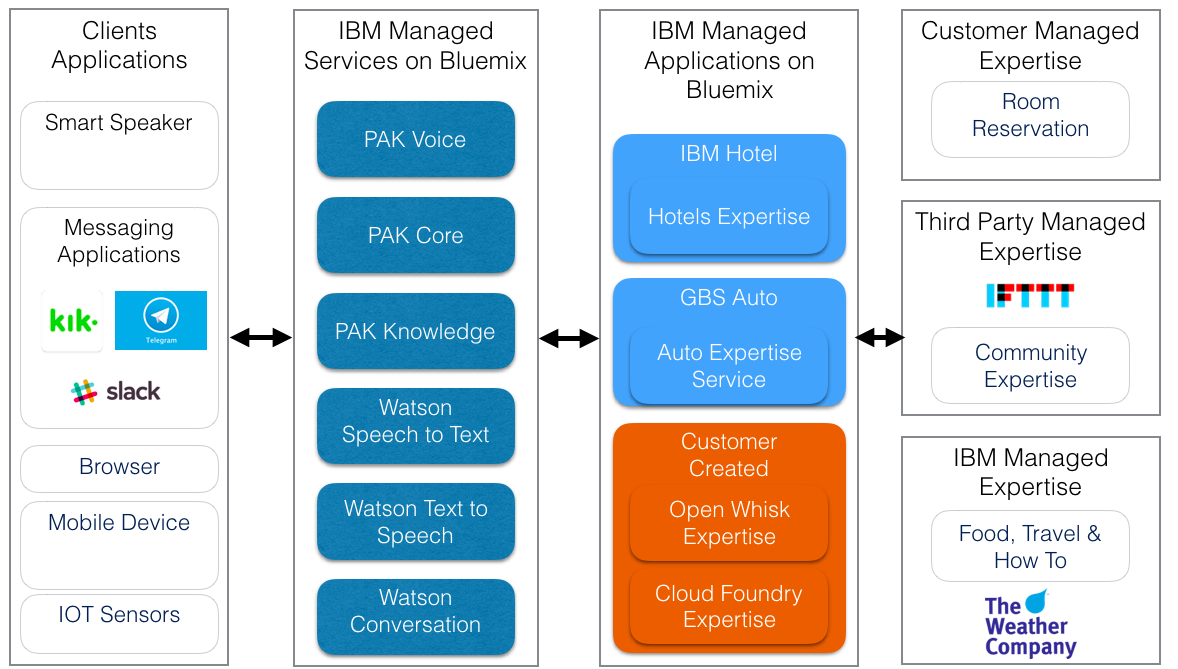 Clients
Applications
Smart Speaker
Messaging
Applications
kik.
Telegram
slack
Browser
Mobile Device
IOT Sensors
IBM Managed
Services on Bluemix
PAK Voice
PAK Core
PAK Knowledge
Watson
Speech to Text
Watson Text to
Speech
Watson
Conversation
IBM Managed
Applications on
Bluemix
IBM Hotel
Hotels Expertise
GBS Auto
Auto Expertise
Service
Customer
Created
Open Whisk
Expertise
Cloud Foundry
Expertise
Customer Managed
Expertise
Room
Reservation
Third Party Managed
Expertise
IFTTT
Community
Expertise
IBM Managed
Expertise
Food, Travel &
How To
The
Weather
Company